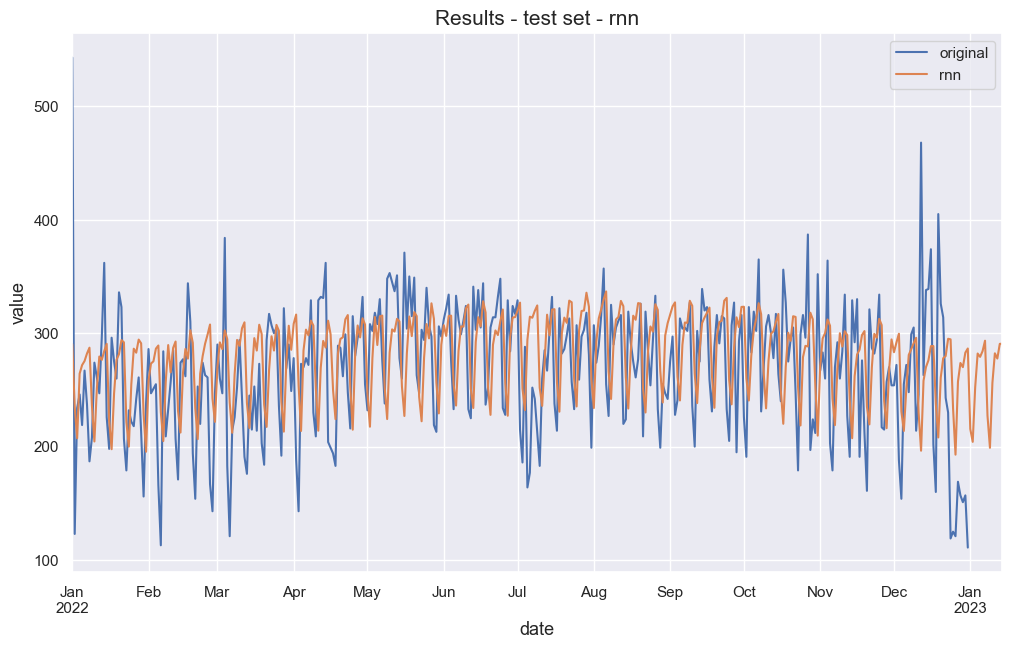 Results - test set - rnn
original
rnn
value
500
400
300
200
100
Jan Feb Mar Apr May Jun Jul Aug Sep Oct Nov Dec Jan
2022 2023
date